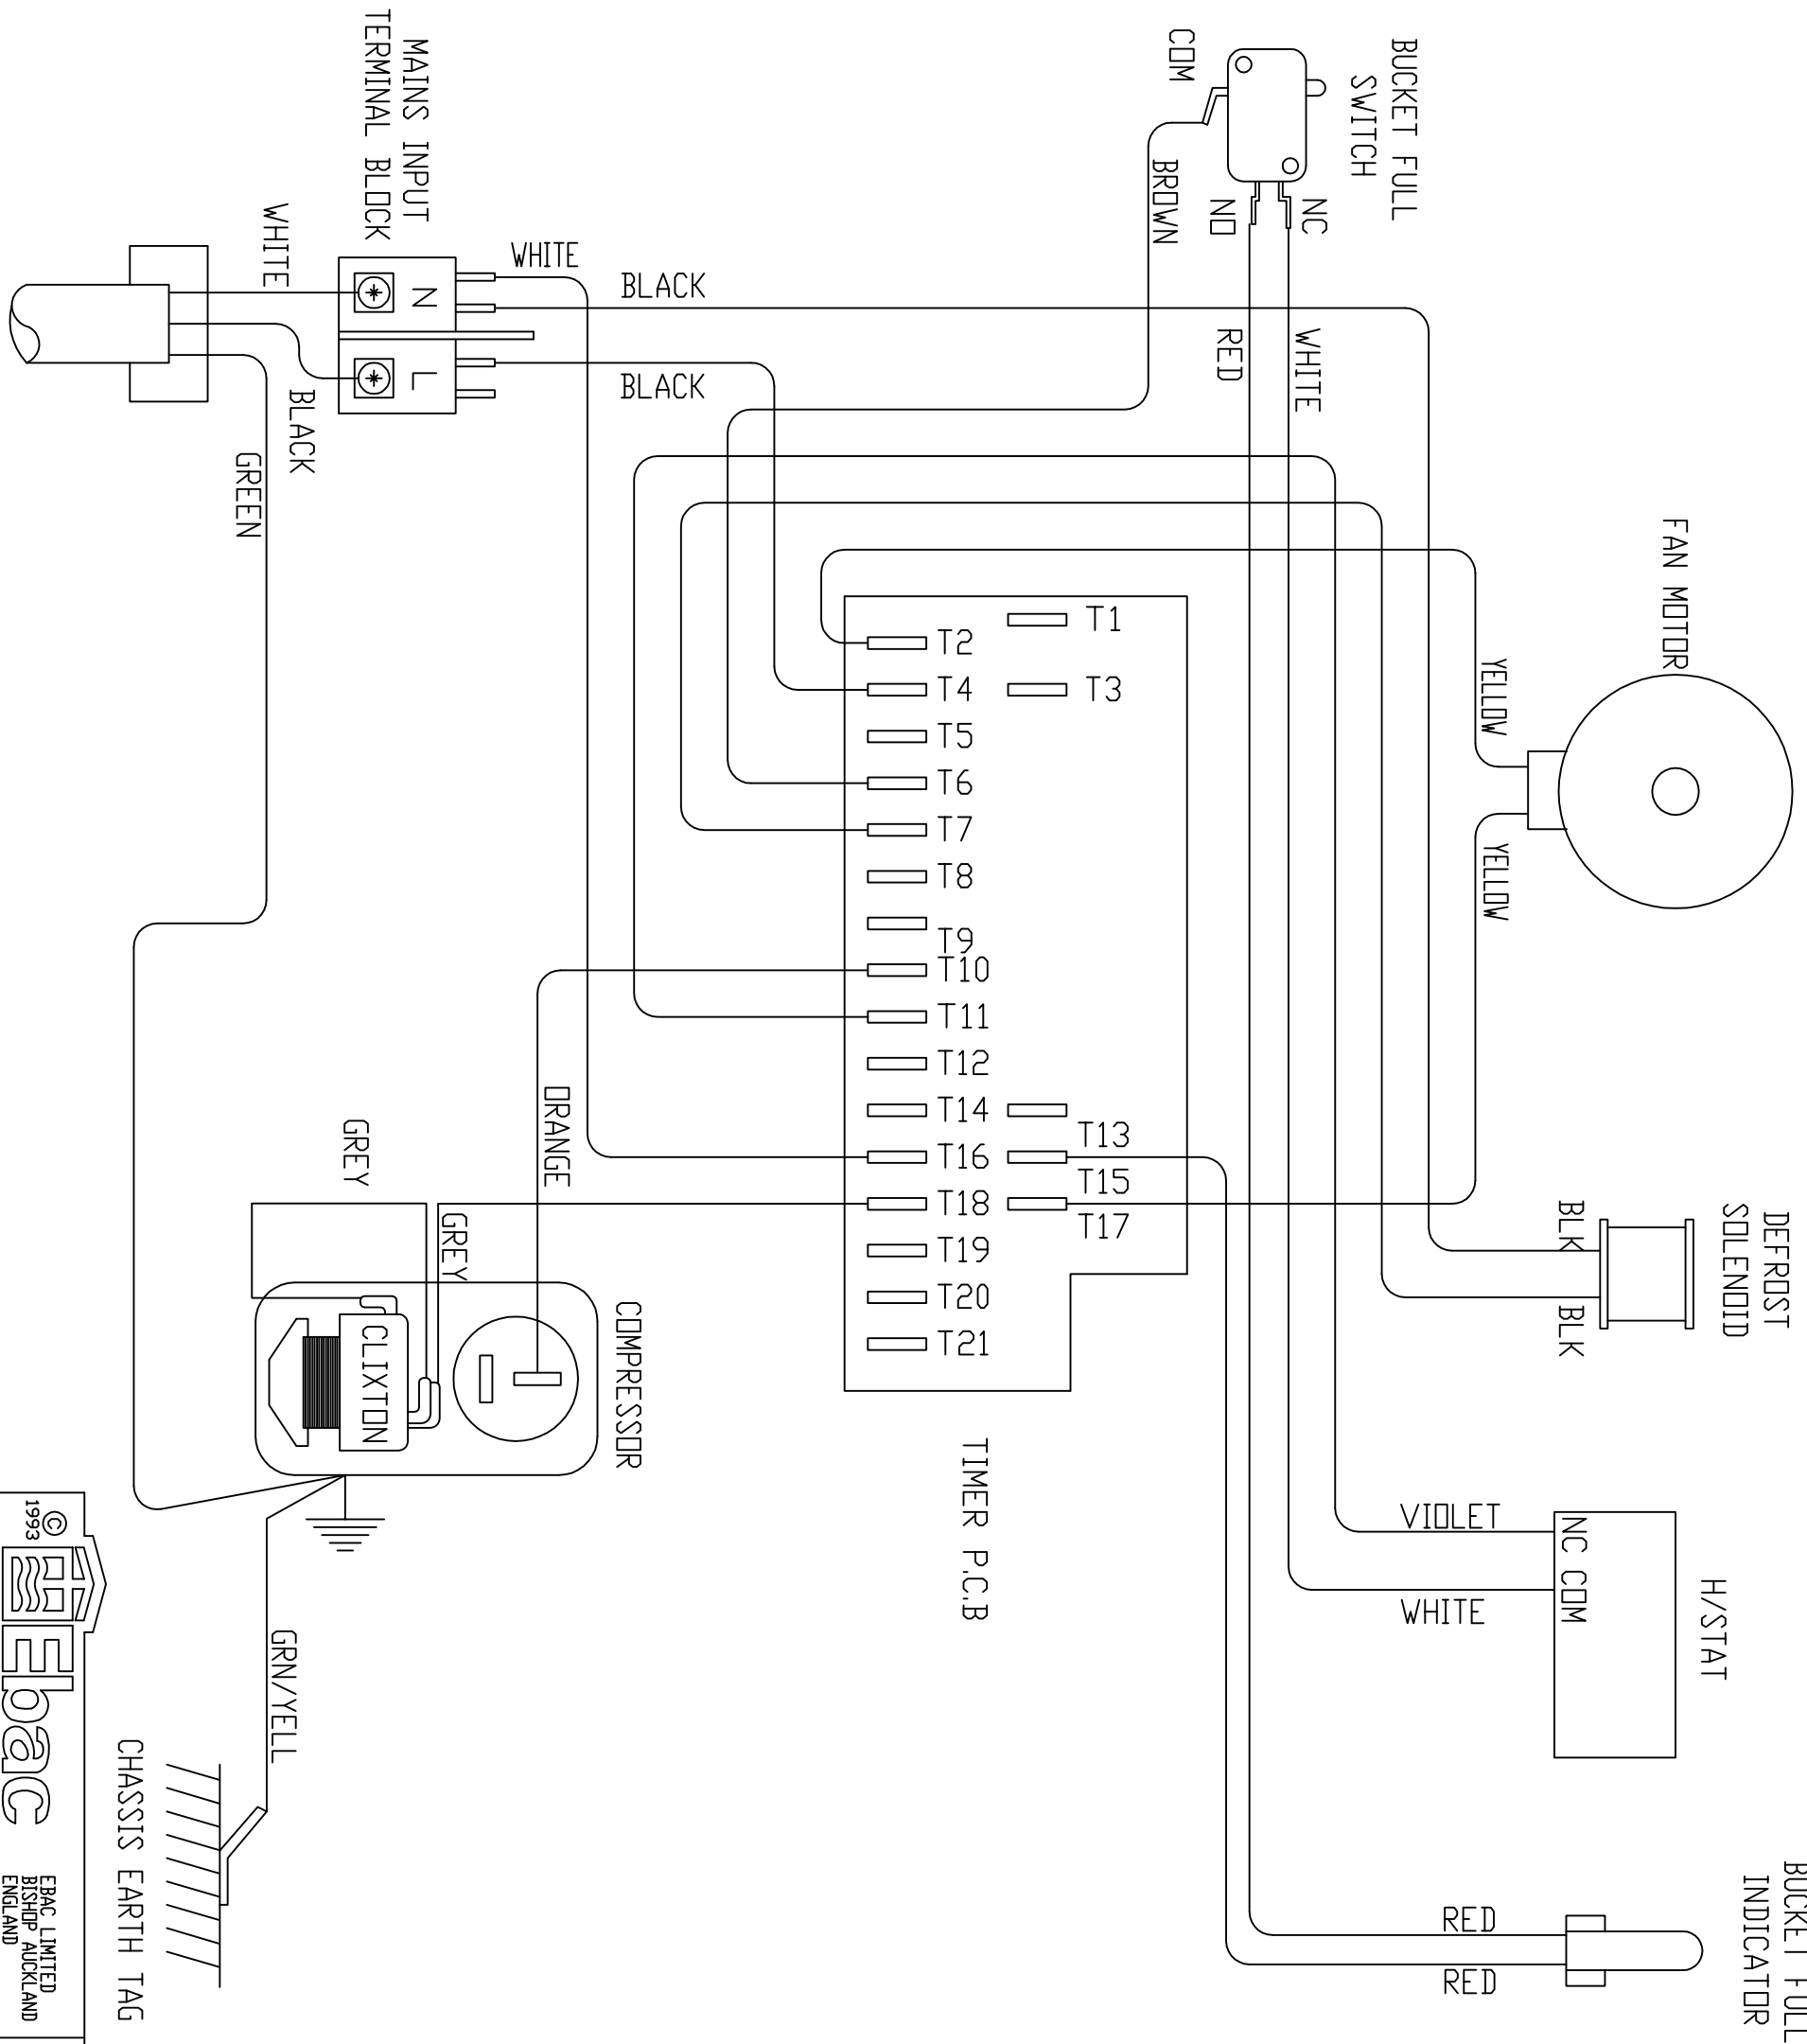 BUCKET FULL
SWITCH
COM
NC
NO
BROWN
RED
WHITE
MAINS INPUT
TERMINAL BLOCK
N
L
WHITE
BLACK
GREEN
WHITE
BLACK
BLACK
FAN MOTOR
YELLOW
YELLOW
T1
T2
T3
T4
T5
T6
T7
T8
T9
T10
T11
T12
T13
T14
T15
T16
T17
T18
T19
T20
T21
TIMER P.C.B
DEFROST
SOLENOID
BLK
BLK
ORANGE
GREY
GREY
COMPRESSOR
CLIXTON
H/STAT
NC COM
VIOLET
WHITE
BUCKET FULL
INDICATOR
RED
RED
GRN/YELL
CHASSIS EARTH TAG
©
1993
Ebac
EBAC LIMITED
BISHOP AUCKLAND
ENGLAND